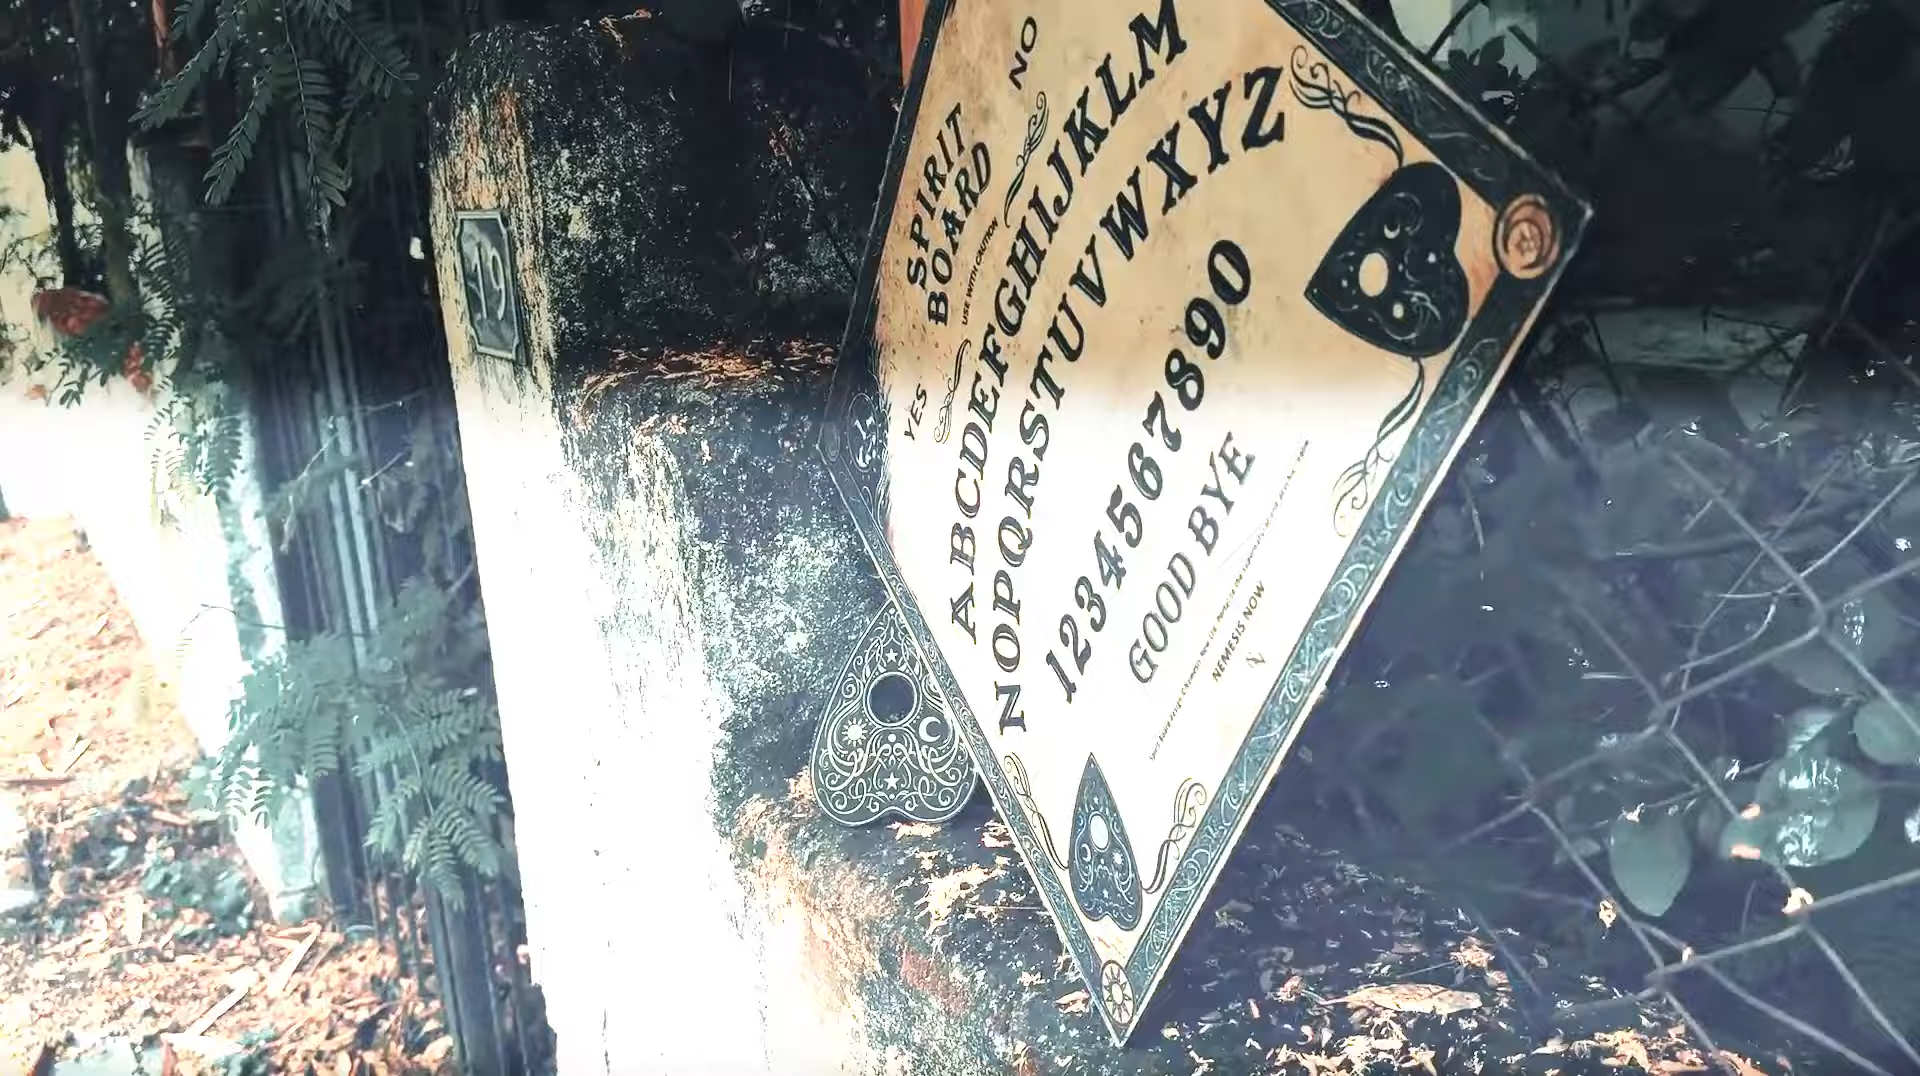 19
NO
SPIRIT
BOARD
USE WITH CAUTION
YES
ABCDEFGHIJKLM
NOPQRSTUVWXYZ
1234567890
GOOD BYE
NEMESIS NOW